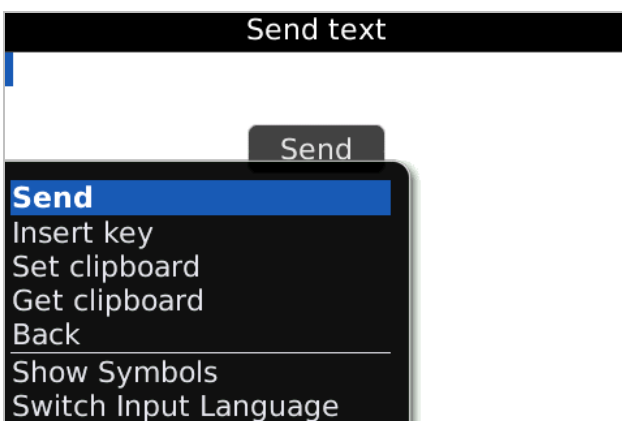 Send text
Send
Send
Insert key
Set clipboard
Get clipboard
Back
Show Symbols
Switch Input Language